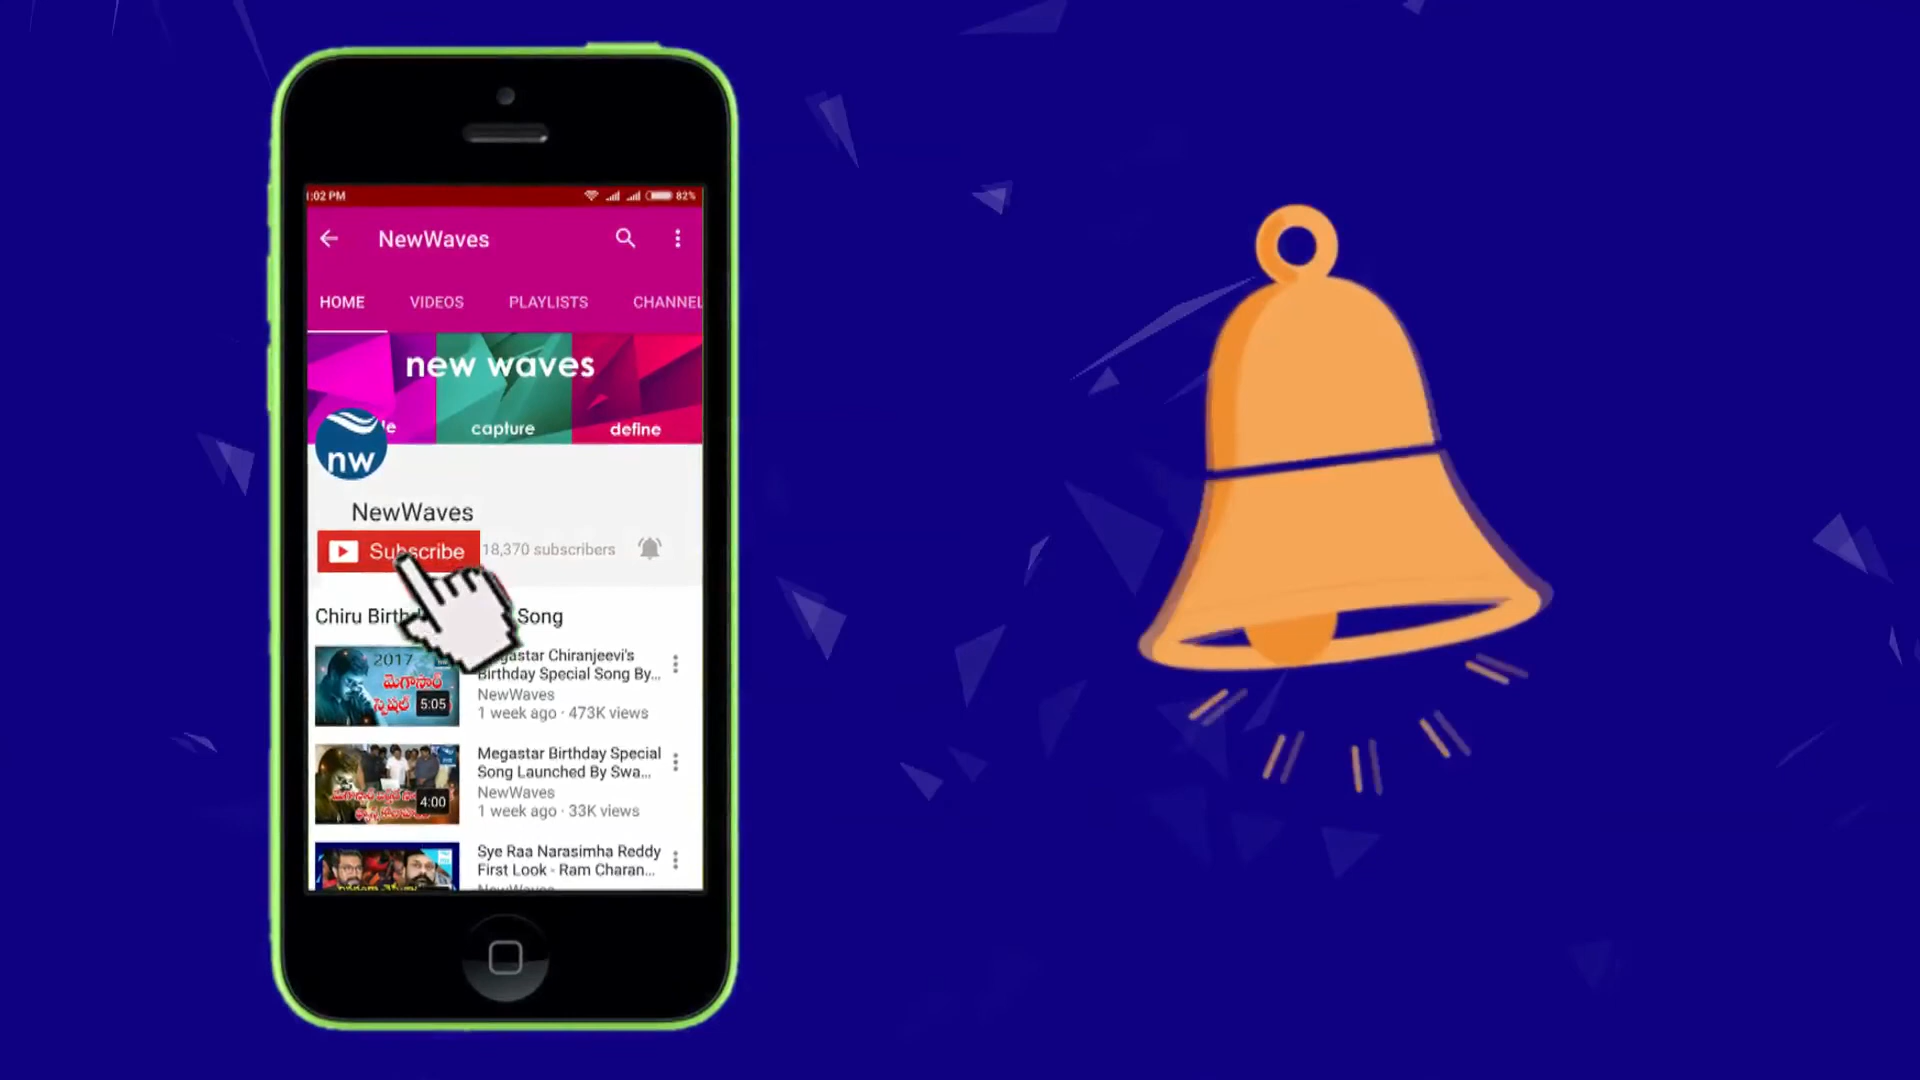 :02 PM
82%
NewWaves
HOME VIDEOS PLAYLISTS CHANNEL
new waves
capture define
nw
NewWaves
Subscribe 18,370 subscribers
Chiru Song
2017
మెగాస్టార్
స్పెషల్
5:05
Chiranjeevi's
Birthday Special Song By...
NewWaves
1 week ago · 473K views
4:00
Megastar Birthday Special
Song Launched By Swa...
NewWaves
1 week ago · 33K views
Sye Raa Narasimha Reddy
First Look - Ram Charan...